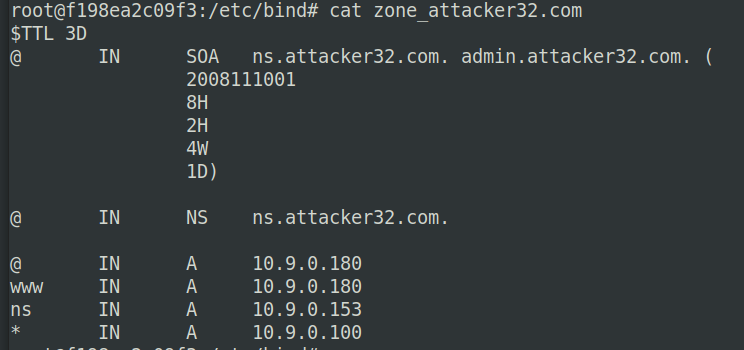 root@f198ea2c09f3:/etc/bind# cat zone_attacker32.com
$TTL 3D
@ IN SOA ns.attacker32.com. admin.attacker32.com. (
2008111001
8H
2H
4W
1D)
@ IN NS ns.attacker32.com.
@ IN A 10.9.0.180
www IN A 10.9.0.180
ns IN A 10.9.0.153
* IN A 10.9.0.100